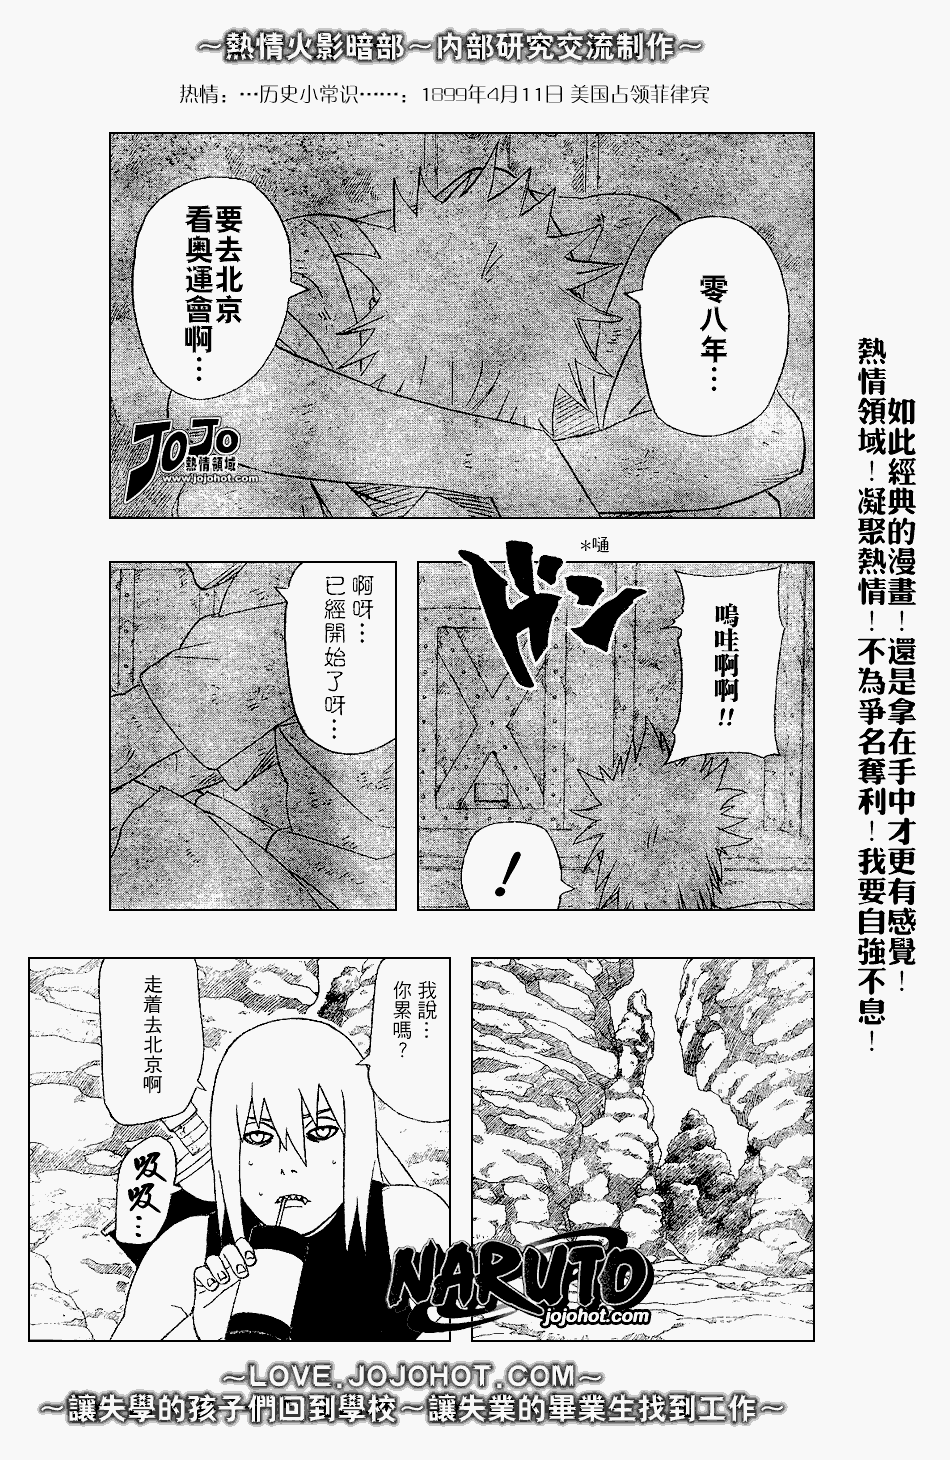 ～熱情火影暗部～内部研究交流制作～
热情：…历史小常识……：1899年4月11日 美国占领菲律宾
零八年…
要去北京
看奧運會啊…
JOJO
熱情領域
www.jojohot.com
*嗵
ドン
嗚哇啊啊!!
！
啊呀…
已經開始了呀…
我說…
你累嗎？
走着去北京啊
吸
吸…
NARUTO
jojohot.com
如此經典的漫畫！還是拿在手中才更有感覺！
熱情領域！凝聚熱情！不為爭名奪利！我要自強不息！
～LOVE.JOJOHOT.COM～
～讓失學的孩子們回到學校～讓失業的畢業生找到工作～